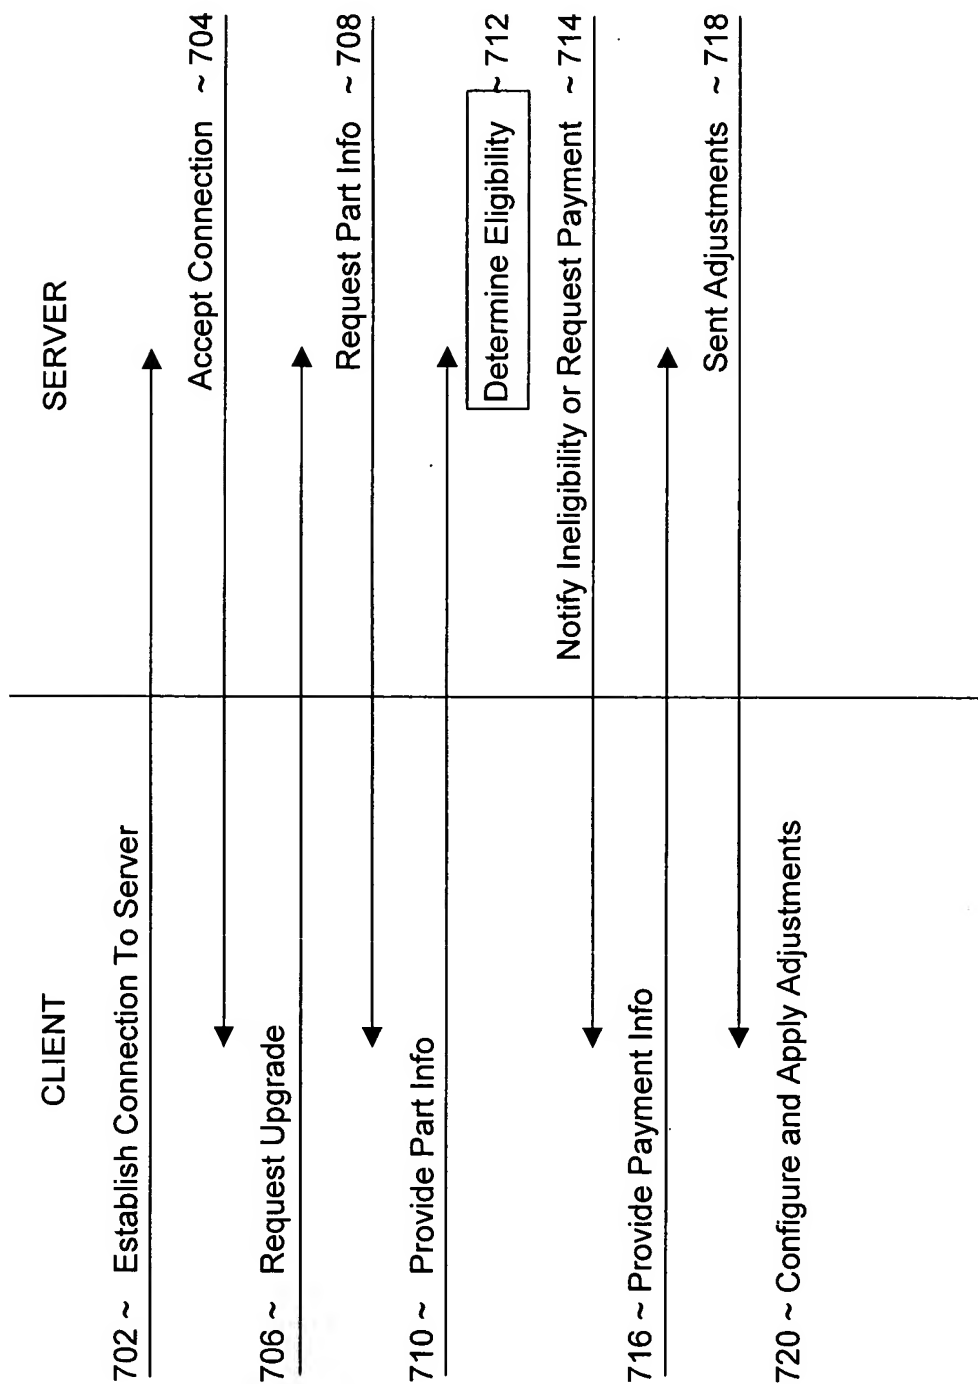 CLIENT
SERVER
702 ~ Establish Connection To Server
Accept Connection ~ 704
706 ~ Request Upgrade
Request Part Info ~ 708
710 ~ Provide Part Info
Determine Eligibility ~ 712
Notify Ineligibility or Request Payment ~ 714
716 ~ Provide Payment Info
Sent Adjustments ~ 718
720 ~ Configure and Apply Adjustments